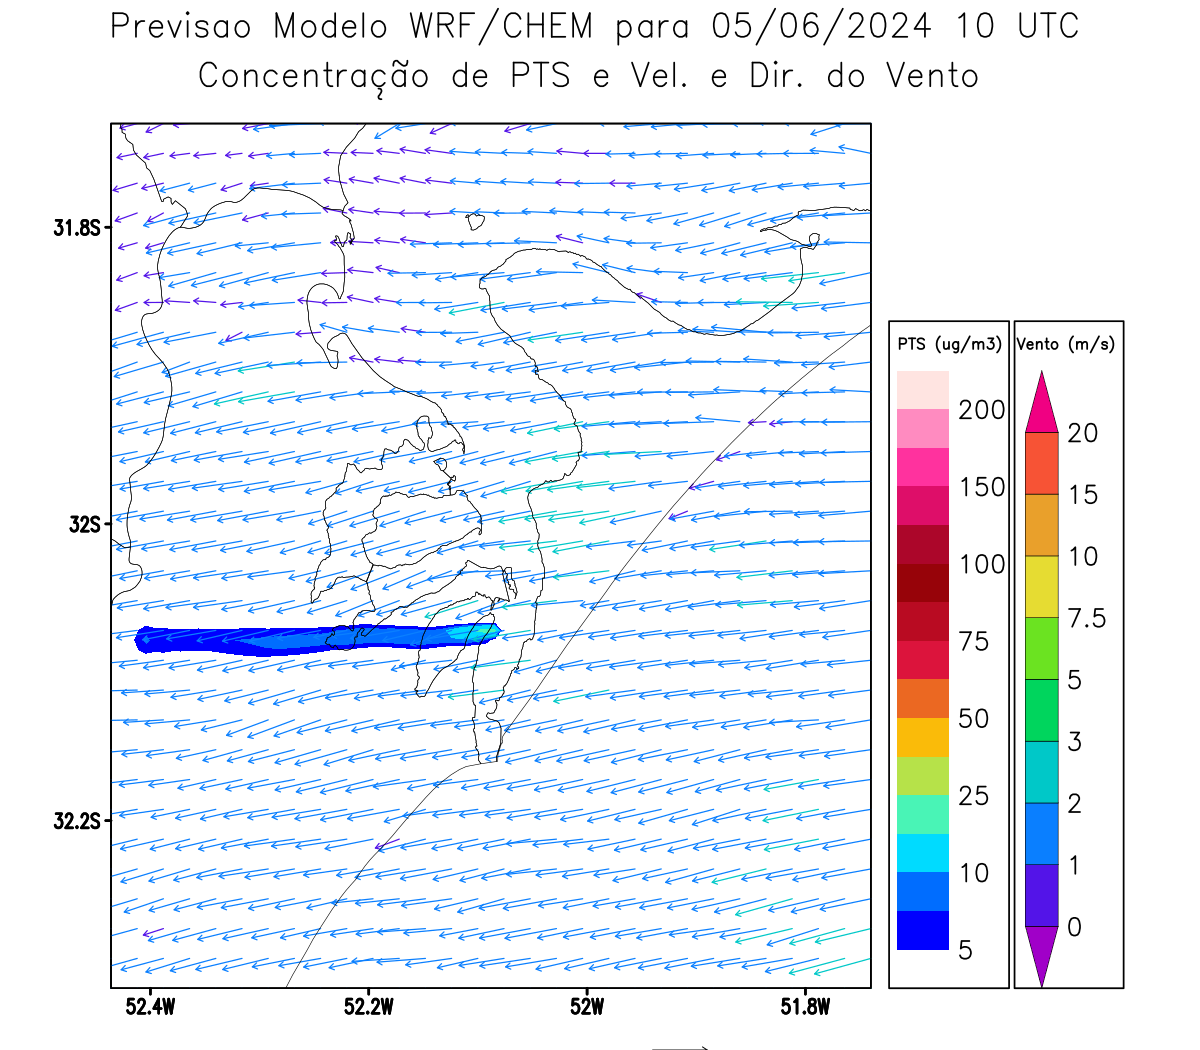 Previsao Modelo WRF/CHEM para 05/06/2024 10 UTC
Concentração de PTS e Vel. e Dir. do Vento
31.8S
32S
32.2S
52.4W
52.2W
52W
51.8W
PTS (ug/m3)
200
150
100
75
50
25
10
5
Vento (m/s)
20
15
10
7.5
5
3
2
1
0